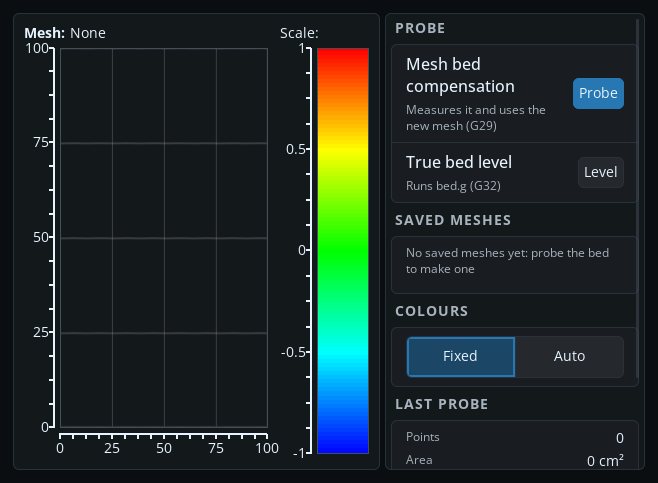 Mesh: None
Scale:
100
75
50
25
0
0 25 50 75 100
1
0.5
0
-0.5
-1
PROBE
Mesh bed
compensation
Measures it and uses the
new mesh (G29)
Probe
True bed level
Runs bed.g (G32)
Level
SAVED MESHES
No saved meshes yet: probe the bed
to make one
COLOURS
Fixed
Auto
LAST PROBE
Points 0
Area 0 cm²